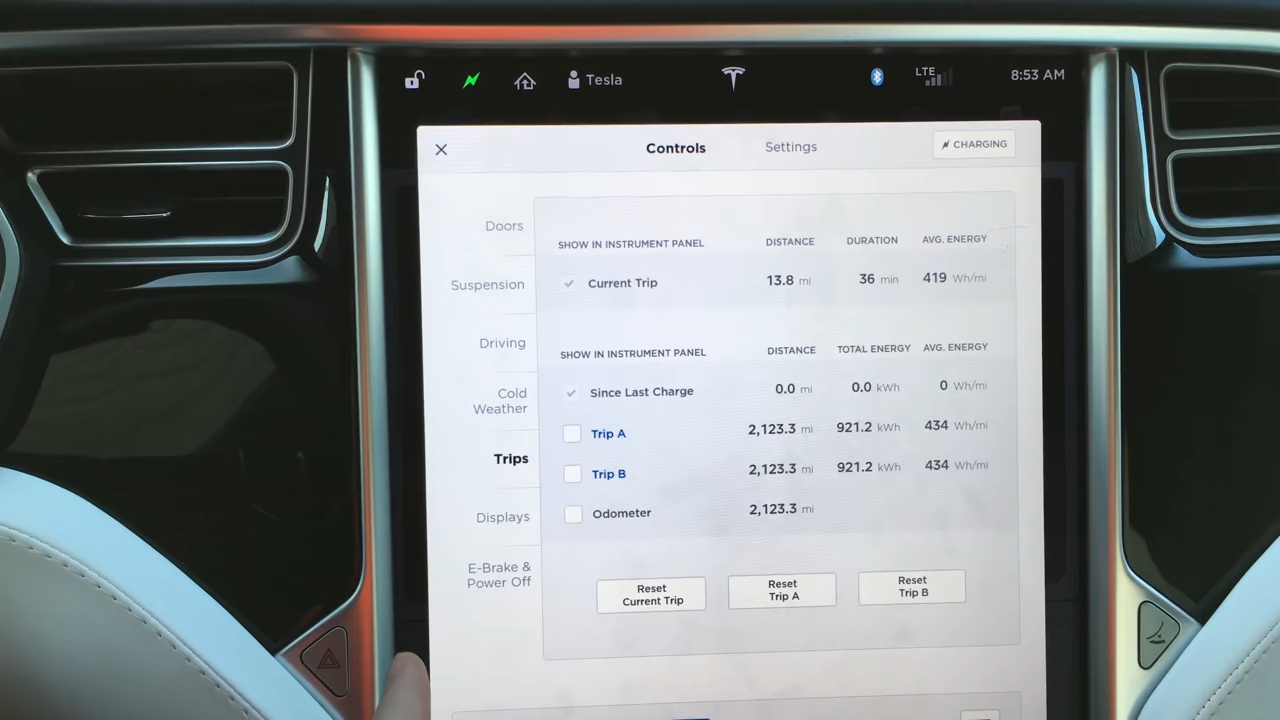 Tesla LTE 8:53 AM
Controls Settings CHARGING
Doors
Suspension
Driving
Cold
Weather
Trips
Displays
E-Brake &
Power Off
SHOW IN INSTRUMENT PANEL DISTANCE DURATION AVG. ENERGY
Current Trip 13.8 mi 36 min 419 Wh/mi
SHOW IN INSTRUMENT PANEL DISTANCE TOTAL ENERGY AVG. ENERGY
Since Last Charge 0.0 mi 0.0 kWh 0 Wh/mi
Trip A 2,123.3 mi 921.2 kWh 434 Wh/mi
Trip B 2,123.3 mi 921.2 kWh 434 Wh/mi
Odometer 2,123.3 mi
Reset
Current Trip
Reset
Trip A
Reset
Trip B